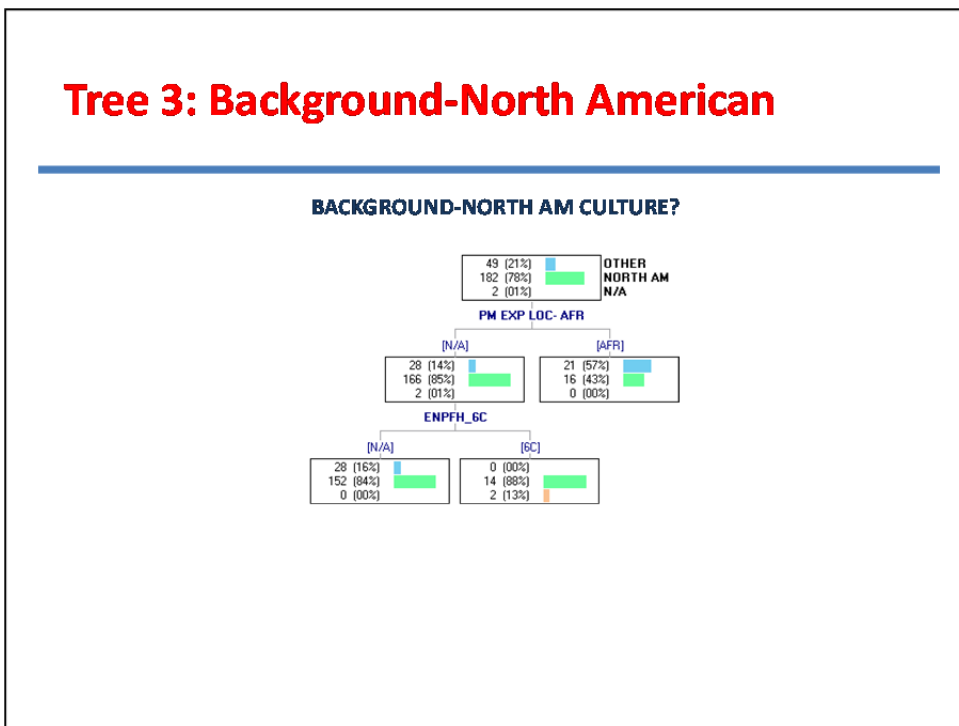 Tree 3: Background-North American
BACKGROUND-NORTH AM CULTURE?
49 (21%) OTHER
182 (78%) NORTH AM
2 (01%) N/A
PM EXP LOC- AFR
[N/A] [AFR]
28 (14%) 21 (57%)
166 (85%) 16 (43%)
2 (01%) 0 (00%)
ENPFH_6C
[N/A] [6C]
28 (16%) 0 (00%)
152 (84%) 14 (88%)
0 (00%) 2 (13%)